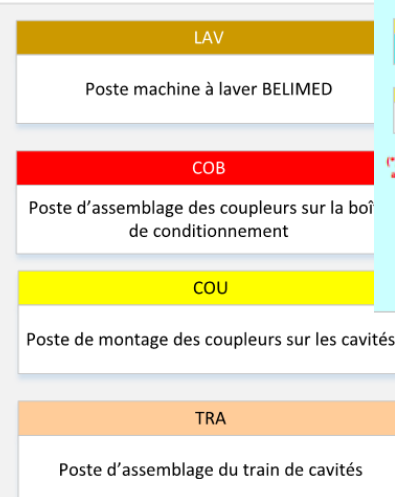 LAV
Poste machine à laver BELIMED
COB
Poste d'assemblage des coupleurs sur la
de conditionnement
COU
Poste de montage des coupleurs sur les cavités
TRA
Poste d'assemblage du train de cavités